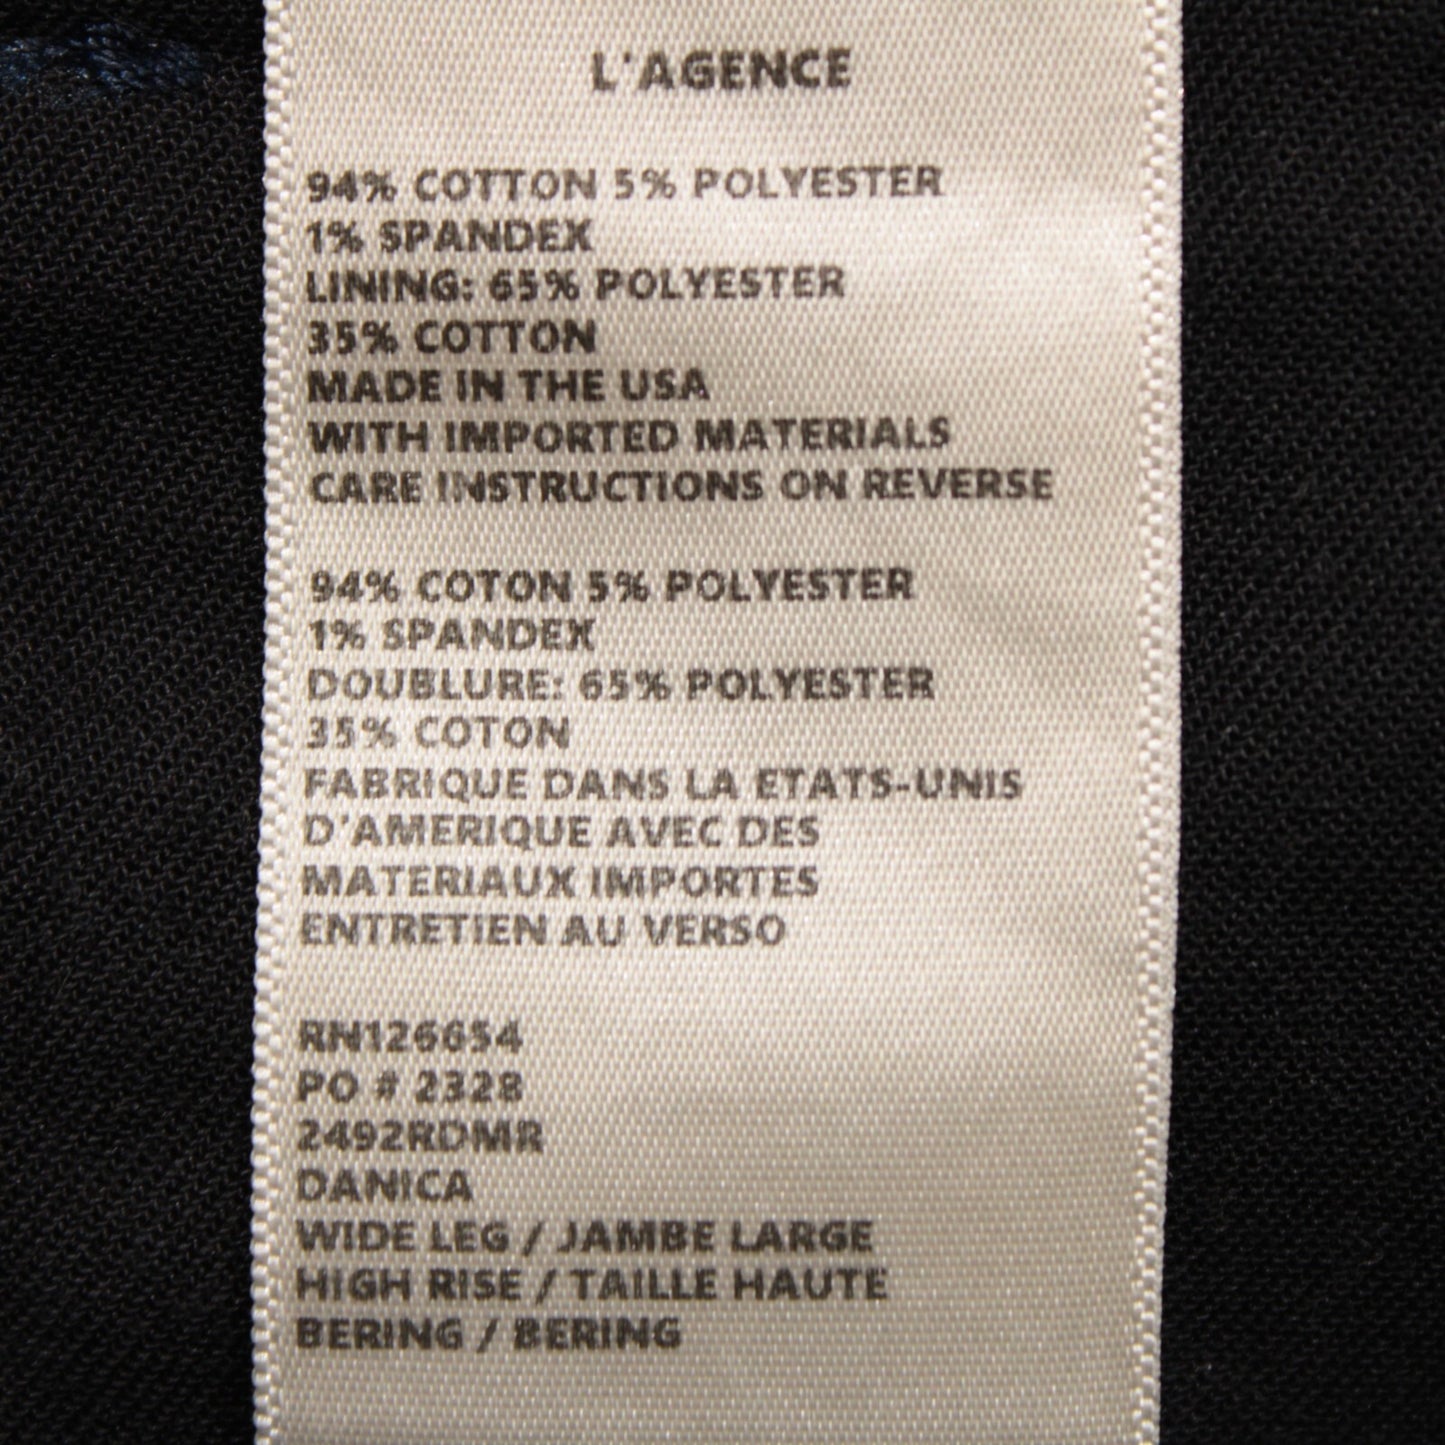 L'AGENCE
94% COTTON 5% POLYESTER
1% SPANDEX
LINING: 65% POLYESTER
35% COTTON
MADE IN THE USA
WITH IMPORTED MATERIALS
CARE INSTRUCTIONS ON REVERSE
94% COTON 5% POLYESTER
1% SPANDEX
DOUBLURE: 65% POLYESTER
35% COTON
FABRIQUE DANS LA ETATS-UNIS
D'AMERIQUE AVEC DES
MATERIAUX IMPORTES
ENTRETIEN AU VERSO
RN126654
PO # 2328
2492RDMR
DANICA
WIDE LEG / JAMBE LARGE
HIGH RISE / TAILLE HAUTE
BERING / BERING